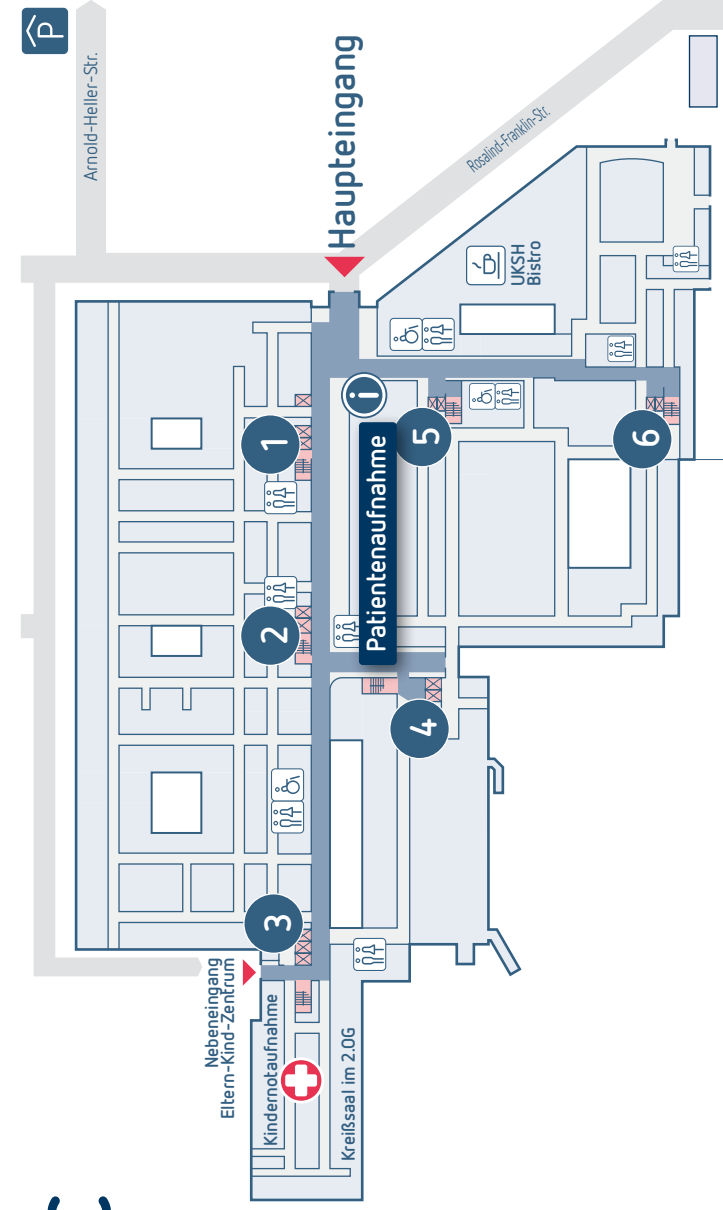 P
Arnold-Heller-Str.
Haupteingang
Rosalind-Franklin-Str.
UKSH
Bistro
i
1
Patientenaufnahme
5
6
2
4
3
Nebeneingang
Eltern-Kind-Zentrum
Kindernotaufnahme
Kreißsaal im 2.OG